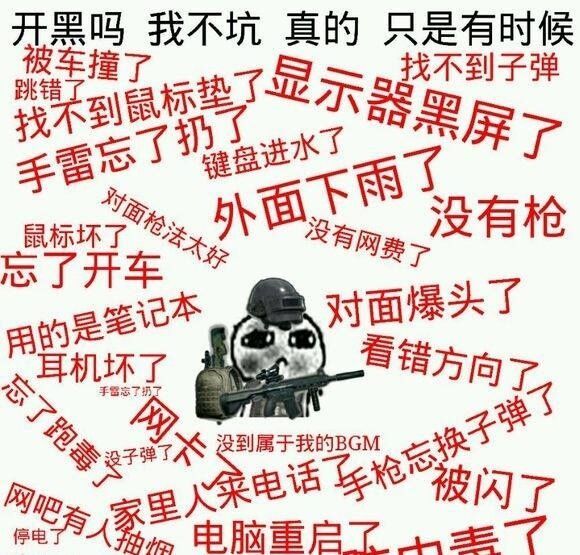 开黑吗 我不坑 真的 只是有时候
被车撞了
找不到子弹
跳错了
找不到鼠标垫了
显示器黑屏了
手雷忘了扔了
键盘进水了
外面下雨了
对面枪法太好
没有枪
鼠标坏了
没有网费了
忘了开车
用的是笔记本
对面爆头了
耳机坏了
看错方向了
手雷忘了扔了
忘了跑毒了
网卡了
没到属于我的BGM
没子弹了
手枪忘换子弹了
家里人来电话了
被闪了
网吧有人抽烟
停电了
电脑重启了
中毒了